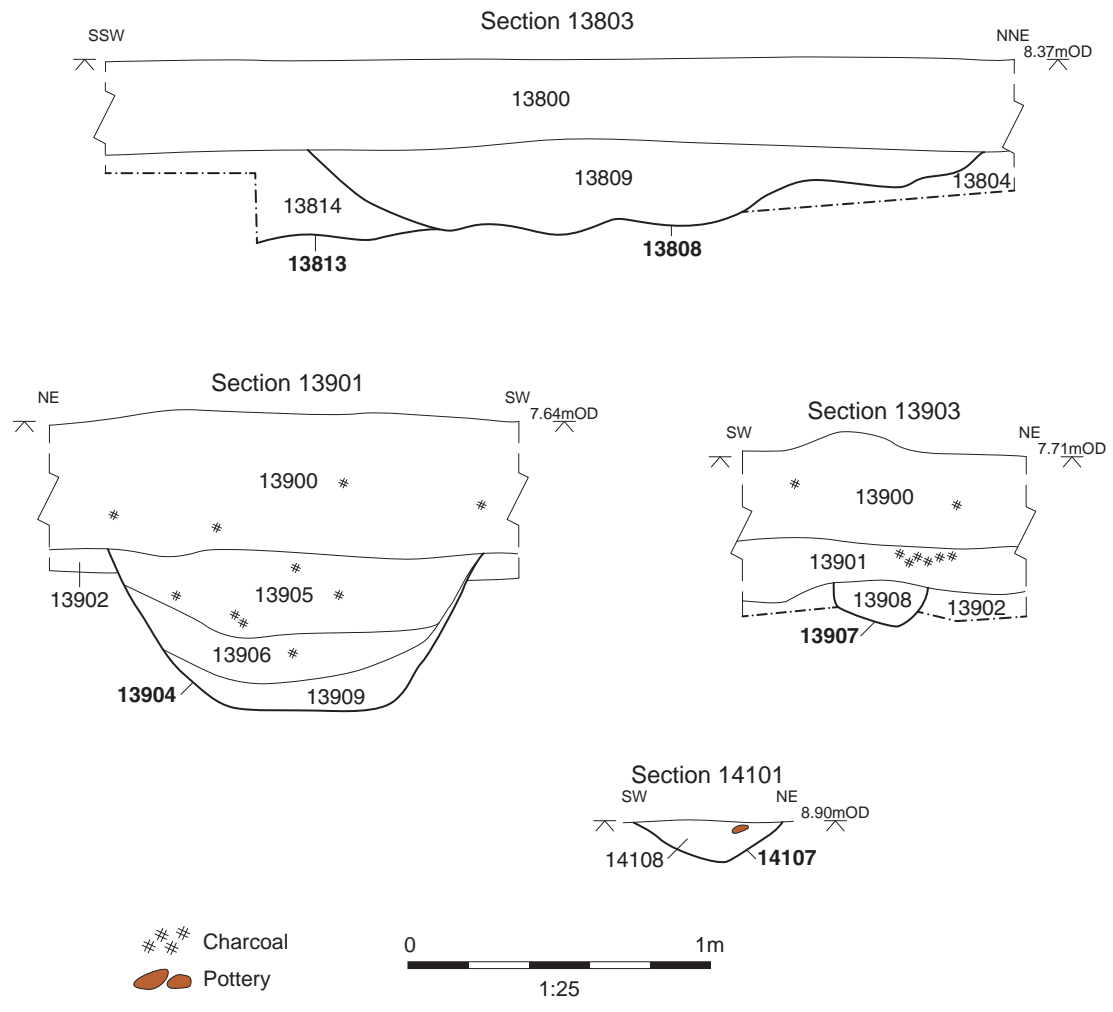 Section 13803
SSW
NNE
8.37mOD
13800
13809
13804
13814
13813
13808
Section 13901
NE
SW
7.64mOD
13900
13902
13905
13906
13904
13909
Section 13903
SW
NE
7.71mOD
13900
13901
13908
13902
13907
Section 14101
SW
NE
8.90mOD
14108
14107
Charcoal
Pottery
0
1m
1:25